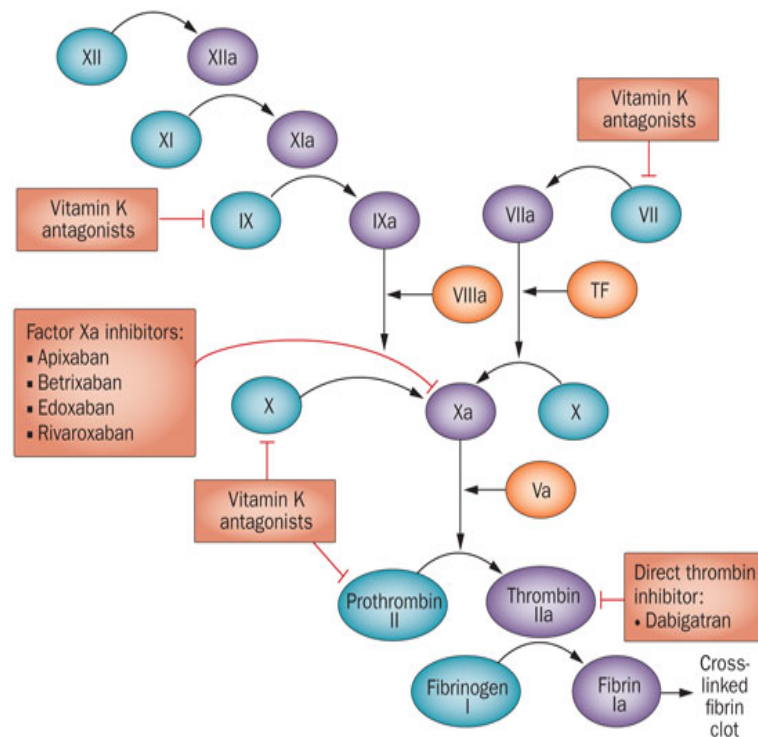 XII
XIIa
XI
XIa
Vitamin K
antagonists
Vitamin K
antagonists
IX
IXa
VIIa
VII
VIIIa
TF
Factor Xa inhibitors:
▪ Apixaban
▪ Betrixaban
▪ Edoxaban
▪ Rivaroxaban
X
Xa
X
Vitamin K
antagonists
Va
Prothrombin
II
Thrombin
IIa
Direct thrombin
inhibitor:
• Dabigatran
Fibrinogen
I
Fibrin
Ia
Cross-
linked
fibrin
clot